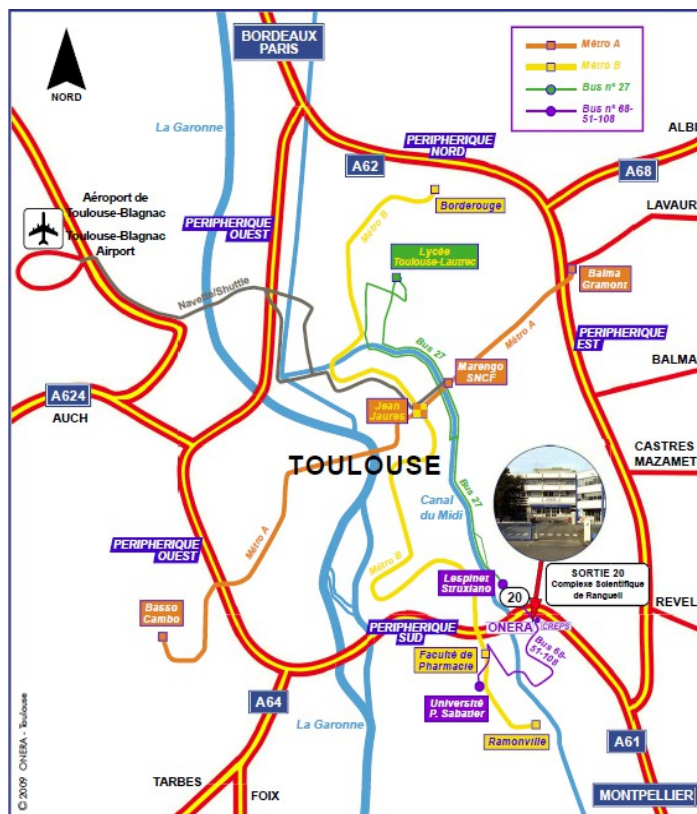 BORDEAUX
PARIS
NORD
Métro A
Métro B
Bus n° 27
Bus n° 68-
51-108
La Garonne
A62
PERIPHERIQUE
NORD
ALBI
A68
LAVAUR
Aéroport de
Toulouse-Blagnac
Toulouse-Blagnac
Airport
PERIPHERIQUE
OUEST
Métro B
Borderouge
Lycée
Toulouse-Lautrec
Balma
Gramont
Navette/Shuttle
Métro A
PERIPHERIQUE
EST
Bus 27
BALMA
Marengo
SNCF
A624
AUCH
Jean
Jaures
TOULOUSE
CASTRES
MAZAMET
Bus 27
Canal
du Midi
PERIPHERIQUE
OUEST
Métro A
Métro B
Lespinet
Struxiano
20
SORTIE 20
Complexe Scientifique
de Rangueil
Basso
Cambo
PERIPHERIQUE
SUD
ONERA
CREPS
REVEL
Faculté de
Pharmacie
Bus 68-
51-108
Université
P. Sabatier
A64
La Garonne
Ramonville
A61
TARBES
FOIX
MONTPELLIER
© 2009 ONERA - Toulouse